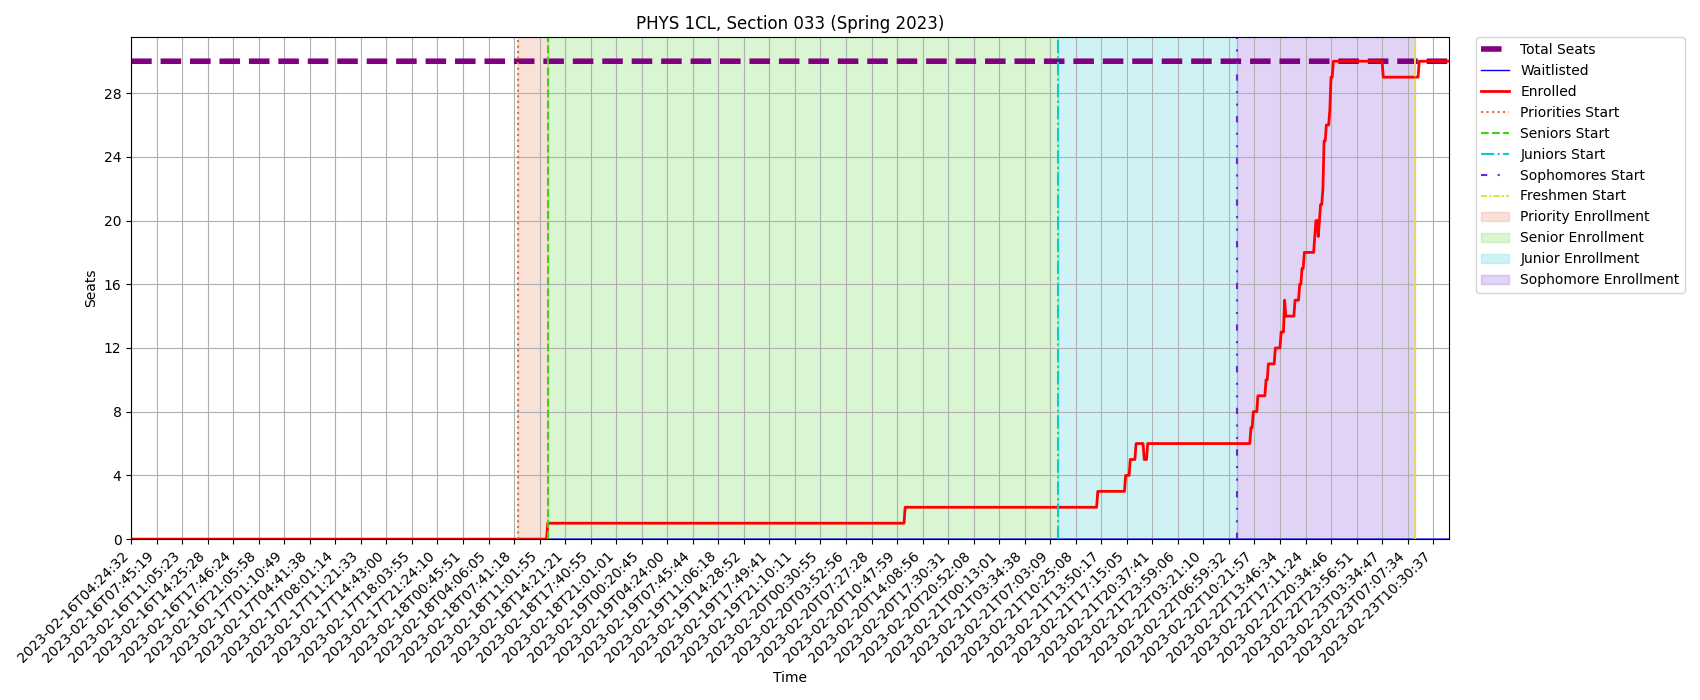 PHYS 1CL, Section 033 (Spring 2023)
Total Seats
Waitlisted
Enrolled
Priorities Start
Seniors Start
Juniors Start
Sophomores Start
Freshmen Start
Priority Enrollment
Senior Enrollment
Junior Enrollment
Sophomore Enrollment
Seats
28
24
20
16
12
8
4
0
2023-02-16T04:24:32
2023-02-16T07:45:19
2023-02-16T11:05:23
2023-02-16T14:25:28
2023-02-16T17:46:24
2023-02-16T21:05:58
2023-02-17T01:10:49
2023-02-17T04:41:38
2023-02-17T08:01:14
2023-02-17T11:21:33
2023-02-17T14:43:00
2023-02-17T18:03:55
2023-02-17T21:24:10
2023-02-18T00:45:51
2023-02-18T04:06:05
2023-02-18T07:41:18
2023-02-18T11:01:55
2023-02-18T14:21:21
2023-02-18T17:40:55
2023-02-18T21:01:01
2023-02-19T00:20:45
2023-02-19T04:24:00
2023-02-19T07:45:44
2023-02-19T11:06:18
2023-02-19T14:28:52
2023-02-19T17:49:41
2023-02-19T21:10:11
2023-02-20T00:30:55
2023-02-20T03:52:56
2023-02-20T07:27:28
2023-02-20T10:47:59
2023-02-20T14:08:56
2023-02-20T17:30:31
2023-02-20T20:52:08
2023-02-21T00:13:01
2023-02-21T03:34:38
2023-02-21T07:03:09
2023-02-21T10:25:08
2023-02-21T13:50:17
2023-02-21T17:15:05
2023-02-21T20:37:41
2023-02-21T23:59:06
2023-02-22T03:21:10
2023-02-22T06:59:32
2023-02-22T10:21:57
2023-02-22T13:46:34
2023-02-22T17:11:24
2023-02-22T20:34:46
2023-02-22T23:56:51
2023-02-23T03:34:47
2023-02-23T07:07:34
2023-02-23T10:30:37
Time